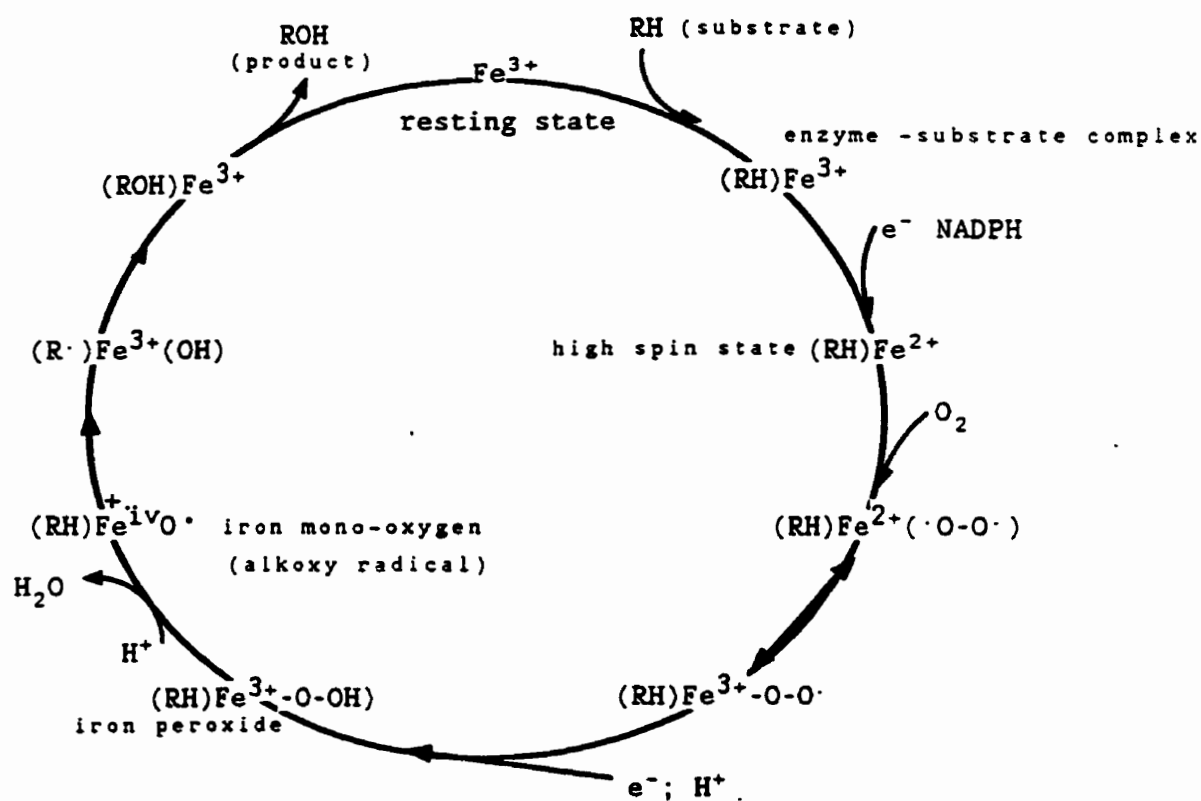 ROH
(product)
Fe³⁺
resting state
RH (substrate)
enzyme -substrate complex
(RH)Fe³⁺
e⁻ NADPH
high spin state (RH)Fe²⁺
O₂
(RH)Fe²⁺(·O-O·)
(RH)Fe³⁺-O-O·
e⁻; H⁺
(RH)Fe³⁺-O-OH)
iron peroxide
H⁺
H₂O
(RH)Fe⁺·ⁱᵛO· iron mono-oxygen
(alkoxy radical)
(R·)Fe³⁺(OH)
(ROH)Fe³⁺